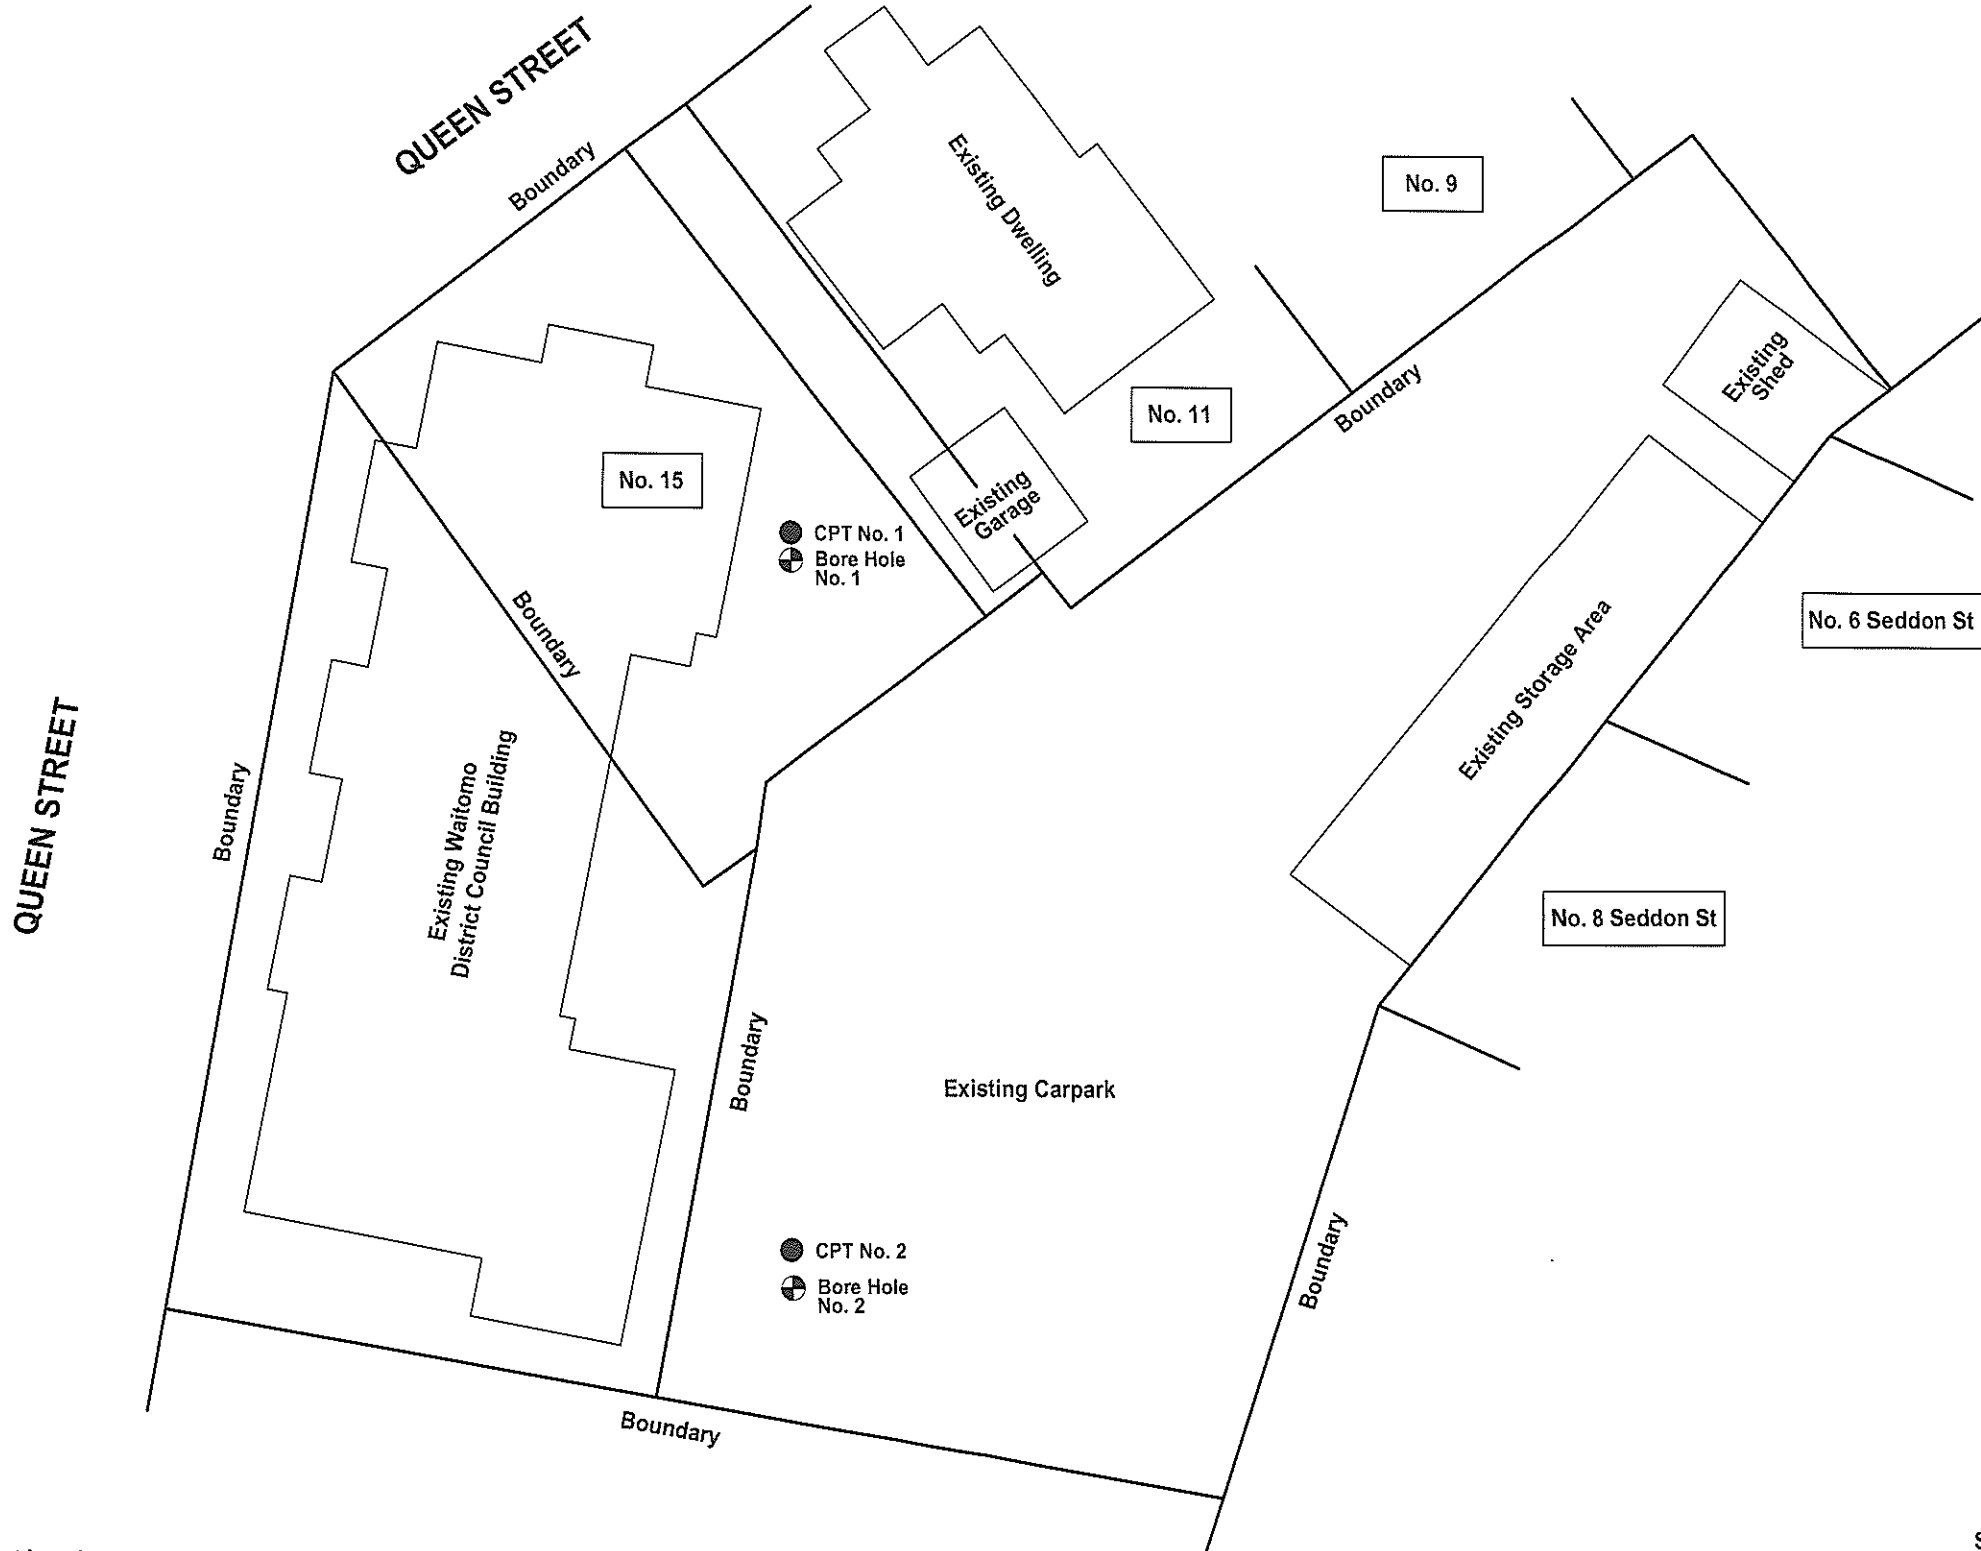 QUEEN STREET
Boundary
Existing Dwelling
No. 9
Existing
Shed
Boundary
No. 11
No. 15
Existing
Garage
CPT No. 1
Bore Hole
No. 1
Boundary
No. 6 Seddon St
Existing Storage Area
QUEEN STREET
Boundary
Existing Waitomo
District Council Building
No. 8 Seddon St
Boundary
Existing Carpark
CPT No. 2
Bore Hole
No. 2
Boundary
Boundary